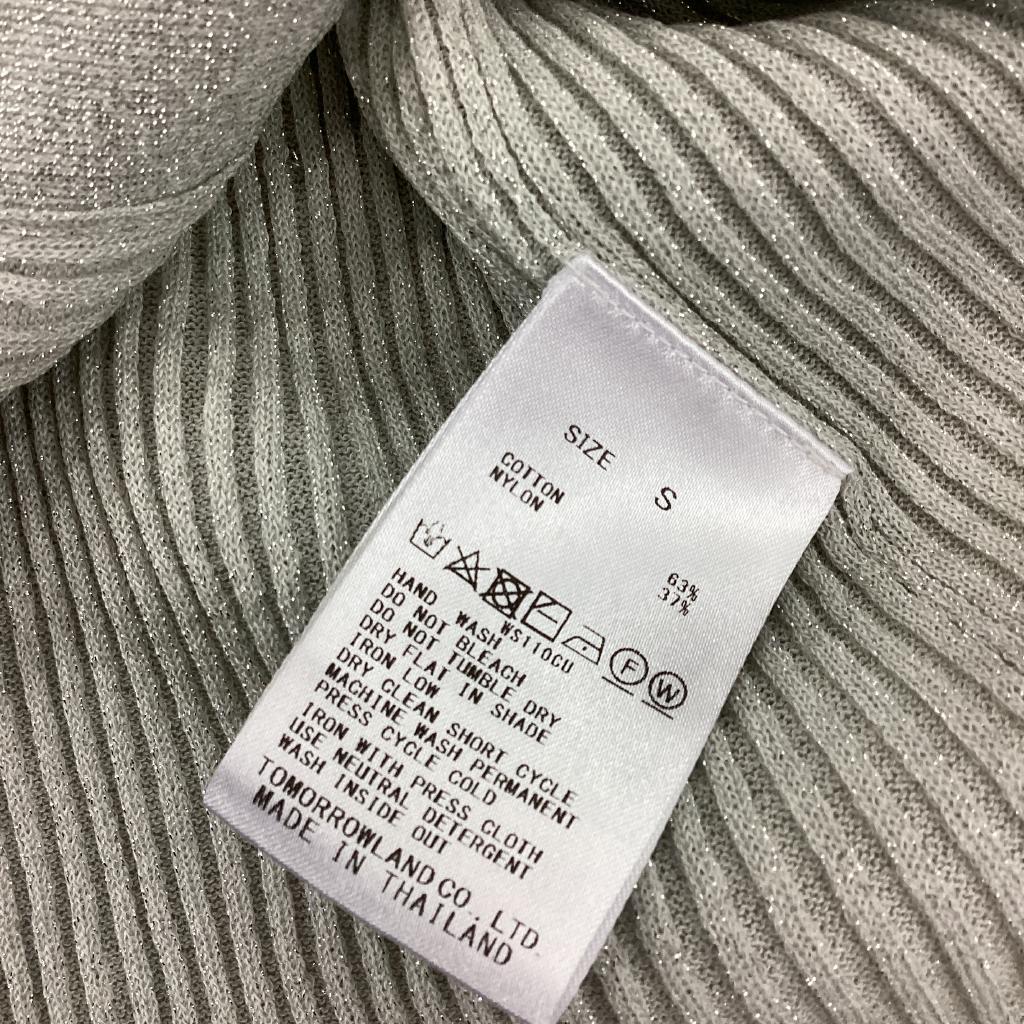 SIZE
S
COTTON 63%
NYLON 37%
F W
WS110CU
HAND WASH
DO NOT BLEACH
DO NOT TUMBLE DRY
DRY FLAT IN SHADE
IRON LOW
DRY CLEAN SHORT CYCLE
MACHINE WASH PERMANENT
PRESS CYCLE COLD
IRON WITH PRESS CLOTH
USE NEUTRAL DETERGENT
WASH INSIDE OUT
TOMORROWLAND CO.,LTD.
MADE IN THAILAND